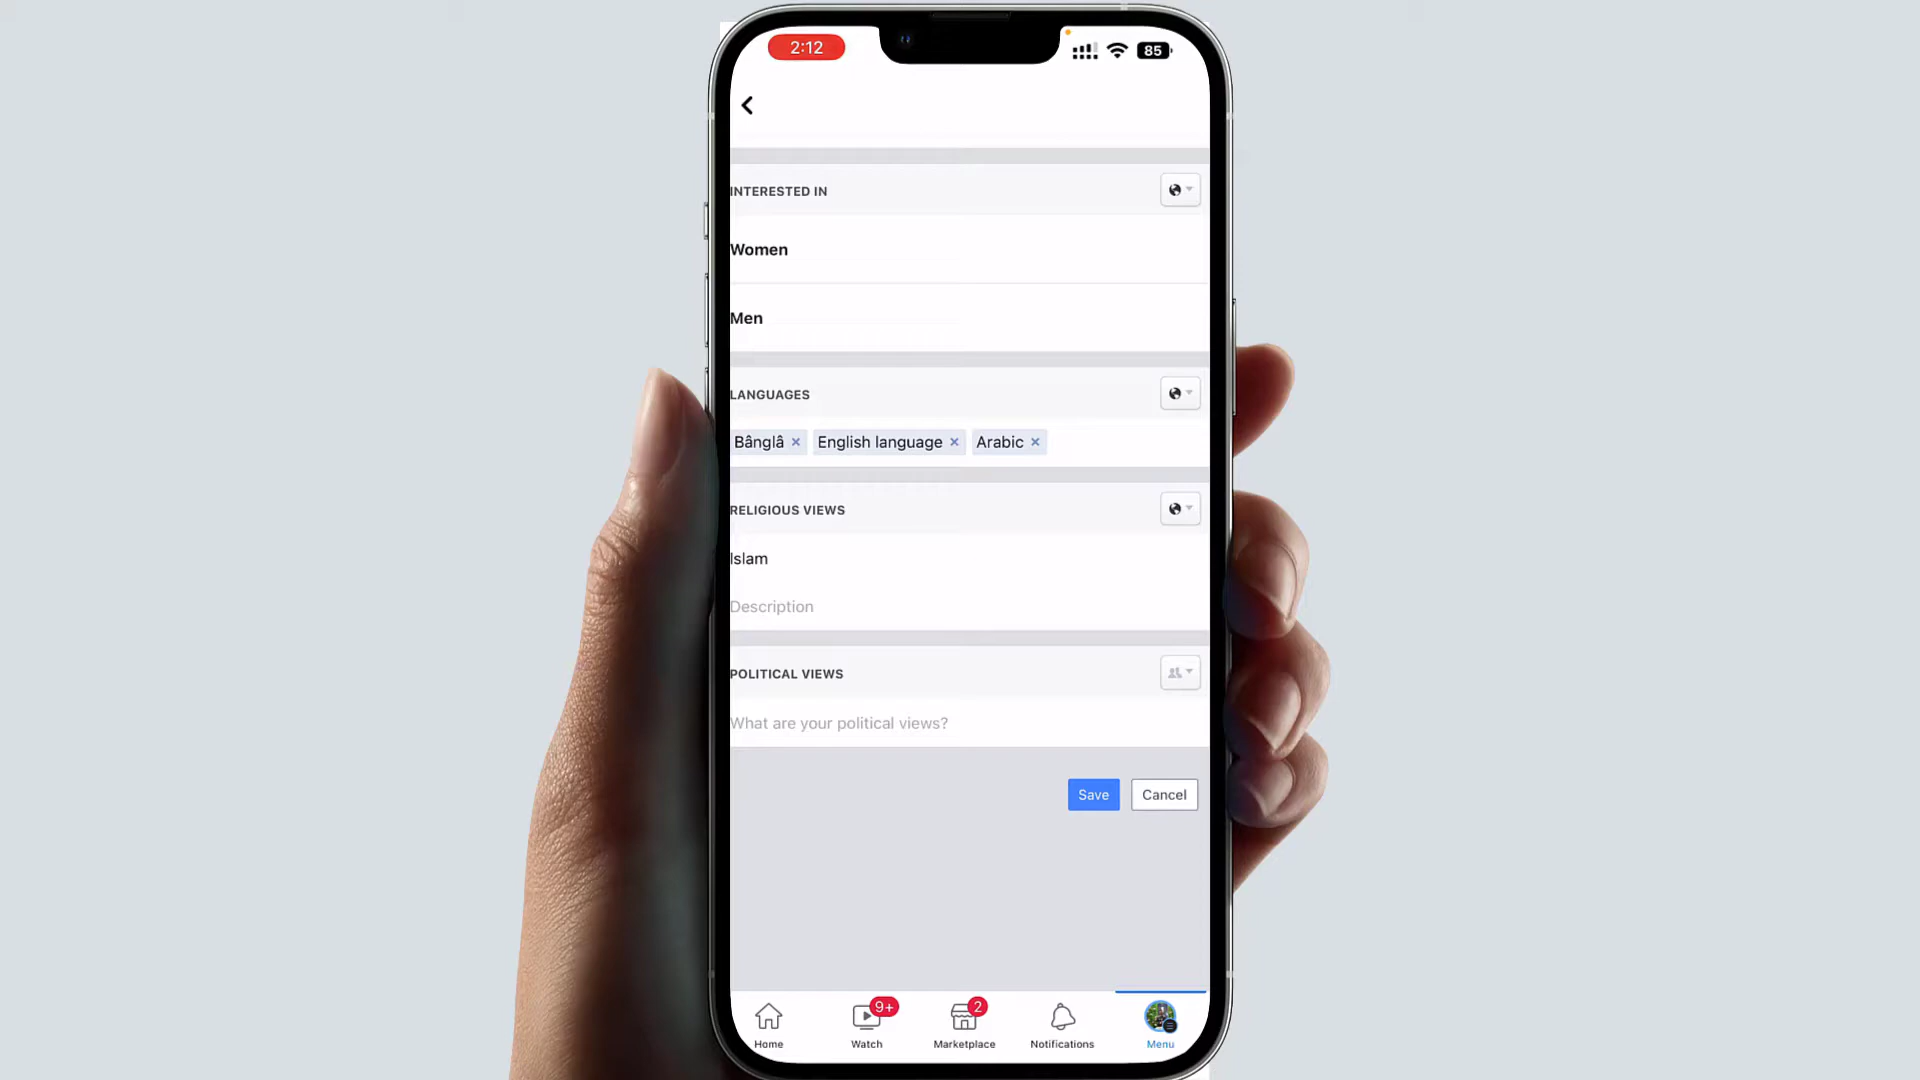 2:12
85
INTERESTED IN
Women
Men
LANGUAGES
Bânglâ × English language × Arabic ×
RELIGIOUS VIEWS
Islam
Description
POLITICAL VIEWS
What are your political views?
Save Cancel
9+ 2
Home Watch Marketplace Notifications Menu